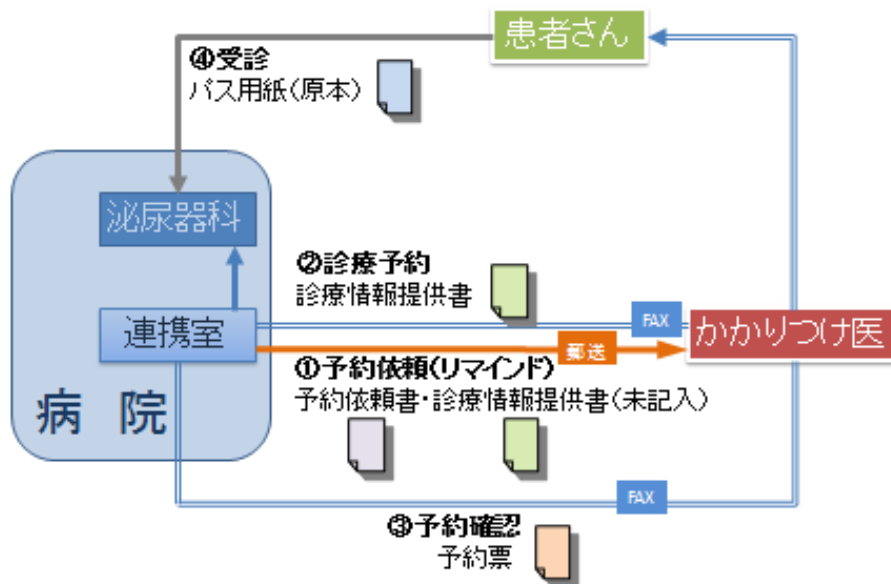 患者さん
④受診
パス用紙(原本)
泌尿器科
②診療予約
診療情報提供書
連携室
FAX
かかりつけ医
郵送
①予約依頼(リマインド)
予約依頼書・診療情報提供書(未記入)
病 院
FAX
③予約確認
予約票